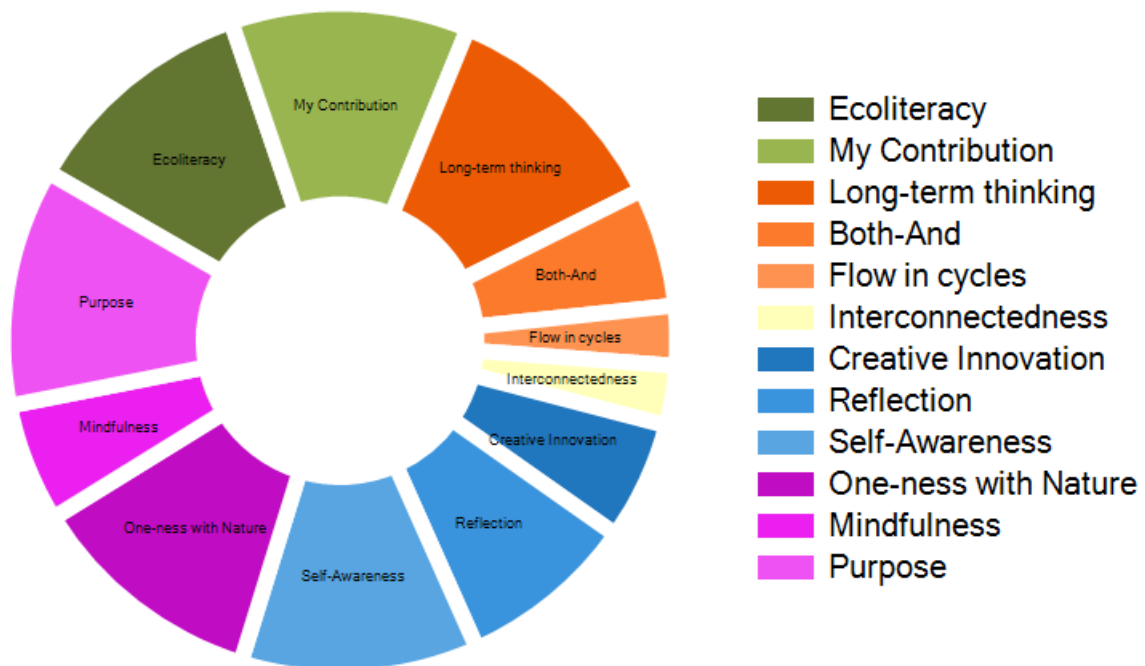 My Contribution
Ecoliteracy
Long-term thinking
Both-And
Purpose
Flow in cycles
Interconnectedness
Mindfulness
Creative Innovation
One-ness with Nature
Reflection
Self-Awareness
Ecoliteracy
My Contribution
Long-term thinking
Both-And
Flow in cycles
Interconnectedness
Creative Innovation
Reflection
Self-Awareness
One-ness with Nature
Mindfulness
Purpose